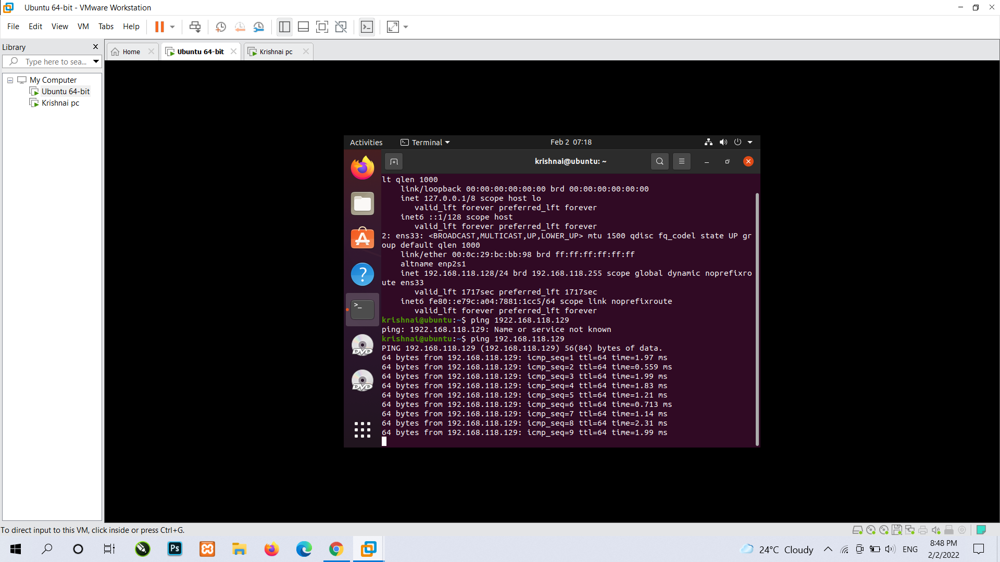 Ubuntu 64-bit - VMware Workstation
File Edit View VM Tabs Help
Library
Type here to sea...
My Computer
Ubuntu 64-bit
Krishnai pc
Home
Ubuntu 64-bit
Krishnai pc
Activities
Terminal
Feb 2 07:18
krishnai@ubuntu: ~
lt qlen 1000
    link/loopback 00:00:00:00:00:00 brd 00:00:00:00:00:00
    inet 127.0.0.1/8 scope host lo
       valid_lft forever preferred_lft forever
    inet6 ::1/128 scope host
       valid_lft forever preferred_lft forever
2: ens33: <BROADCAST,MULTICAST,UP,LOWER_UP> mtu 1500 qdisc fq_codel state UP gr
oup default qlen 1000
    link/ether 00:0c:29:bc:bb:98 brd ff:ff:ff:ff:ff:ff
    altname enp2s1
    inet 192.168.118.128/24 brd 192.168.118.255 scope global dynamic noprefixro
ute ens33
       valid_lft 1717sec preferred_lft 1717sec
    inet6 fe80::e79c:a04:7881:1cc5/64 scope link noprefixroute
       valid_lft forever preferred_lft forever
krishnai@ubuntu:~$ ping 1922.168.118.129
ping: 1922.168.118.129: Name or service not known
krishnai@ubuntu:~$ ping 192.168.118.129
PING 192.168.118.129 (192.168.118.129) 56(84) bytes of data.
64 bytes from 192.168.118.129: icmp_seq=1 ttl=64 time=1.97 ms
64 bytes from 192.168.118.129: icmp_seq=2 ttl=64 time=0.559 ms
64 bytes from 192.168.118.129: icmp_seq=3 ttl=64 time=1.99 ms
64 bytes from 192.168.118.129: icmp_seq=4 ttl=64 time=1.83 ms
64 bytes from 192.168.118.129: icmp_seq=5 ttl=64 time=1.21 ms
64 bytes from 192.168.118.129: icmp_seq=6 ttl=64 time=0.713 ms
64 bytes from 192.168.118.129: icmp_seq=7 ttl=64 time=1.14 ms
64 bytes from 192.168.118.129: icmp_seq=8 ttl=64 time=2.31 ms
64 bytes from 192.168.118.129: icmp_seq=9 ttl=64 time=1.99 ms
DVD
DVD
To direct input to this VM, click inside or press Ctrl+G.
Ps
24°C Cloudy
ENG
8:48 PM
2/2/2022